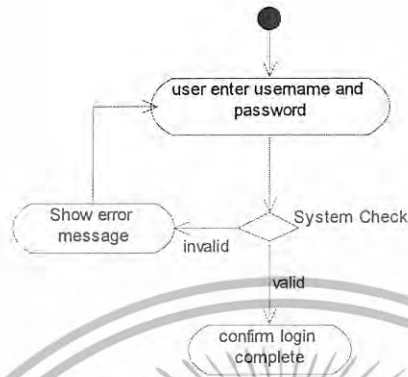 user enter username and
password
System Check
Show error
message
invalid
valid
confirm login
complete